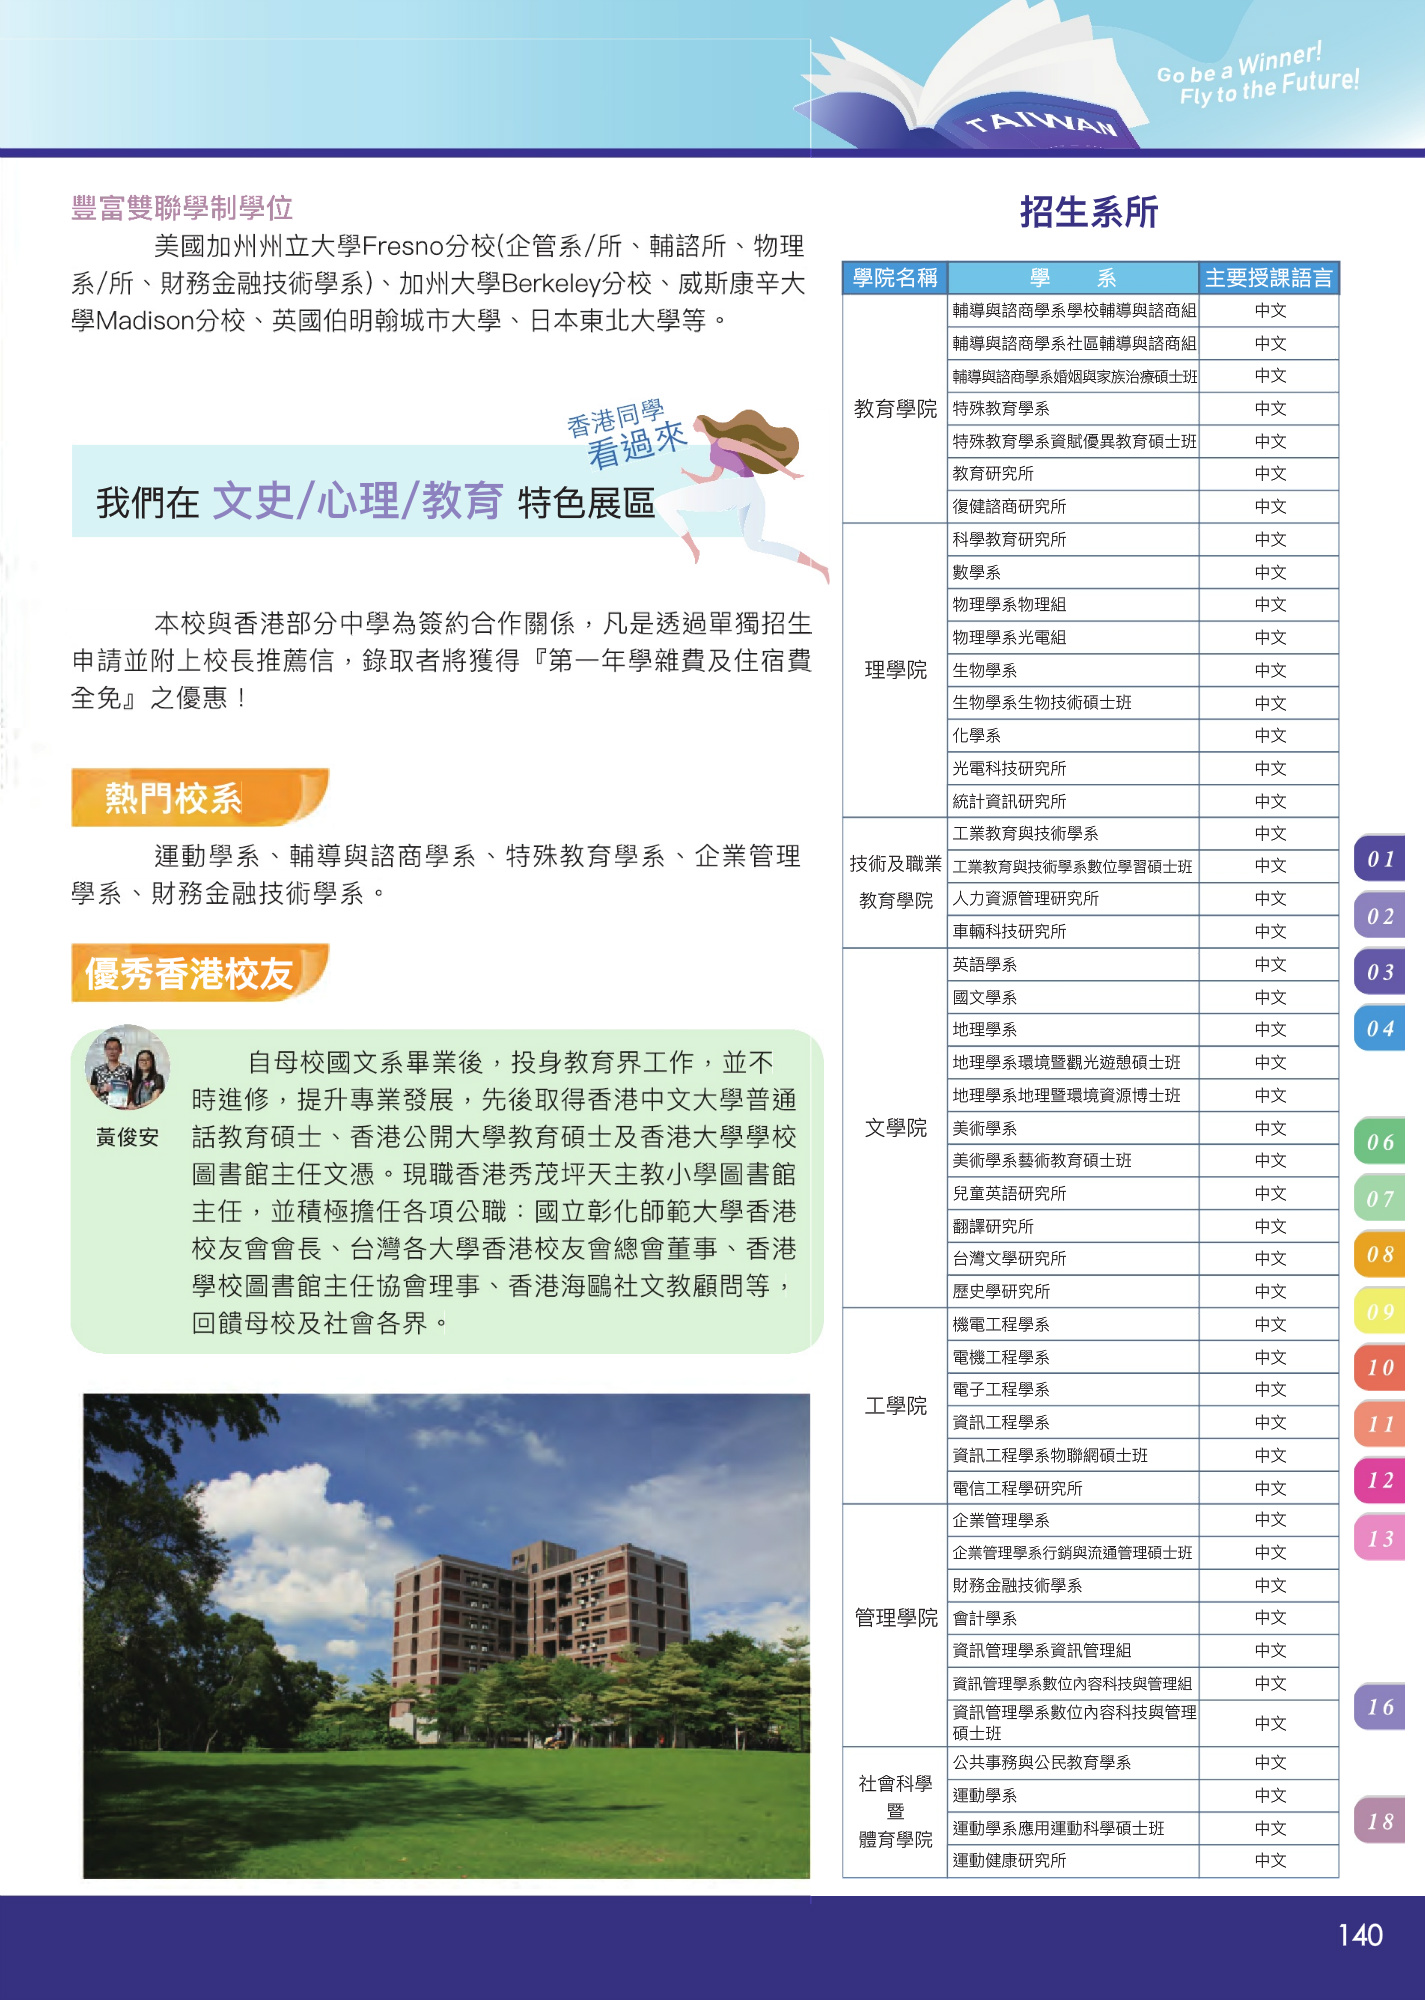 Go be a Winner!
Fly to the Future!
TAIWAN
豐富雙聯學制學位
美國加州州立大學Fresno分校(企管系/所、輔諮所、物理
系/所、財務金融技術學系)、加州大學Berkeley分校、威斯康辛大
學Madison分校、英國伯明翰城市大學、日本東北大學等。
香港同學
看過來
我們在 文史/心理/教育 特色展區
本校與香港部分中學為簽約合作關係，凡是透過單獨招生
申請並附上校長推薦信，錄取者將獲得『第一年學雜費及住宿費
全免』之優惠！
熱門校系
運動學系、輔導與諮商學系、特殊教育學系、企業管理
學系、財務金融技術學系。
優秀香港校友
黃俊安
自母校國文系畢業後，投身教育界工作，並不
時進修，提升專業發展，先後取得香港中文大學普通
話教育碩士、香港公開大學教育碩士及香港大學學校
圖書館主任文憑。現職香港秀茂坪天主教小學圖書館
主任，並積極擔任各項公職：國立彰化師範大學香港
校友會會長、台灣各大學香港校友會總會董事、香港
學校圖書館主任協會理事、香港海鷗社文教顧問等，
回饋母校及社會各界。
招生系所
學院名稱 學 系 主要授課語言
教育學院
輔導與諮商學系學校輔導與諮商組 中文
輔導與諮商學系社區輔導與諮商組 中文
輔導與諮商學系婚姻與家族治療碩士班 中文
特殊教育學系 中文
特殊教育學系資賦優異教育碩士班 中文
教育研究所 中文
復健諮商研究所 中文
理學院
科學教育研究所 中文
數學系 中文
物理學系物理組 中文
物理學系光電組 中文
生物學系 中文
生物學系生物技術碩士班 中文
化學系 中文
光電科技研究所 中文
統計資訊研究所 中文
技術及職業
教育學院
工業教育與技術學系 中文
工業教育與技術學系數位學習碩士班 中文
人力資源管理研究所 中文
車輛科技研究所 中文
文學院
英語學系 中文
國文學系 中文
地理學系 中文
地理學系環境暨觀光遊憩碩士班 中文
地理學系地理暨環境資源博士班 中文
美術學系 中文
美術學系藝術教育碩士班 中文
兒童英語研究所 中文
翻譯研究所 中文
台灣文學研究所 中文
歷史學研究所 中文
工學院
機電工程學系 中文
電機工程學系 中文
電子工程學系 中文
資訊工程學系 中文
資訊工程學系物聯網碩士班 中文
電信工程學研究所 中文
管理學院
企業管理學系 中文
企業管理學系行銷與流通管理碩士班 中文
財務金融技術學系 中文
會計學系 中文
資訊管理學系資訊管理組 中文
資訊管理學系數位內容科技與管理組 中文
資訊管理學系數位內容科技與管理
碩士班 中文
社會科學
暨
體育學院
公共事務與公民教育學系 中文
運動學系 中文
運動學系應用運動科學碩士班 中文
運動健康研究所 中文
01
02
03
04
06
07
08
09
10
11
12
13
16
18
140